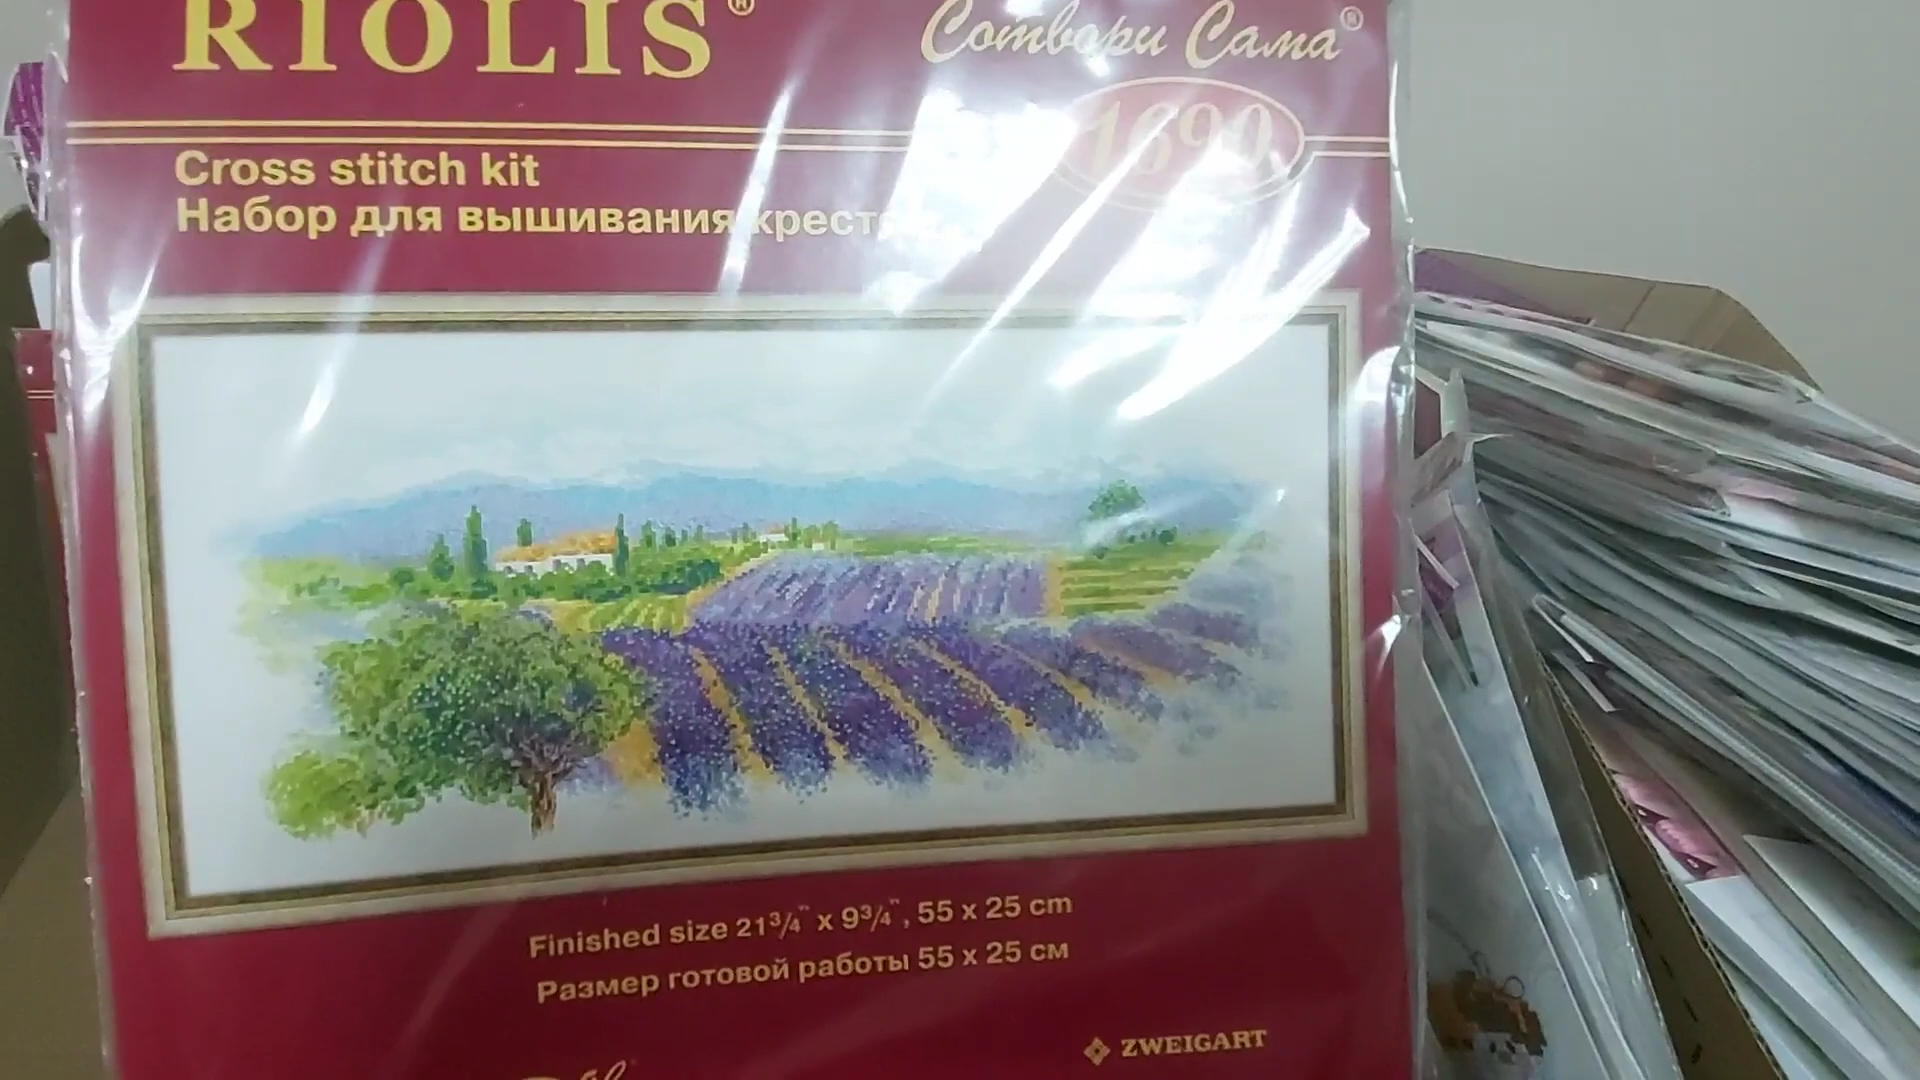 RIOLIS®
Сотвори Сама®
1690
Cross stitch kit
Набор для вышивания
Finished size 21¾" x 9¾", 55 x 25 cm
Размер готовой работы 55 x 25 см
ZWEIGART